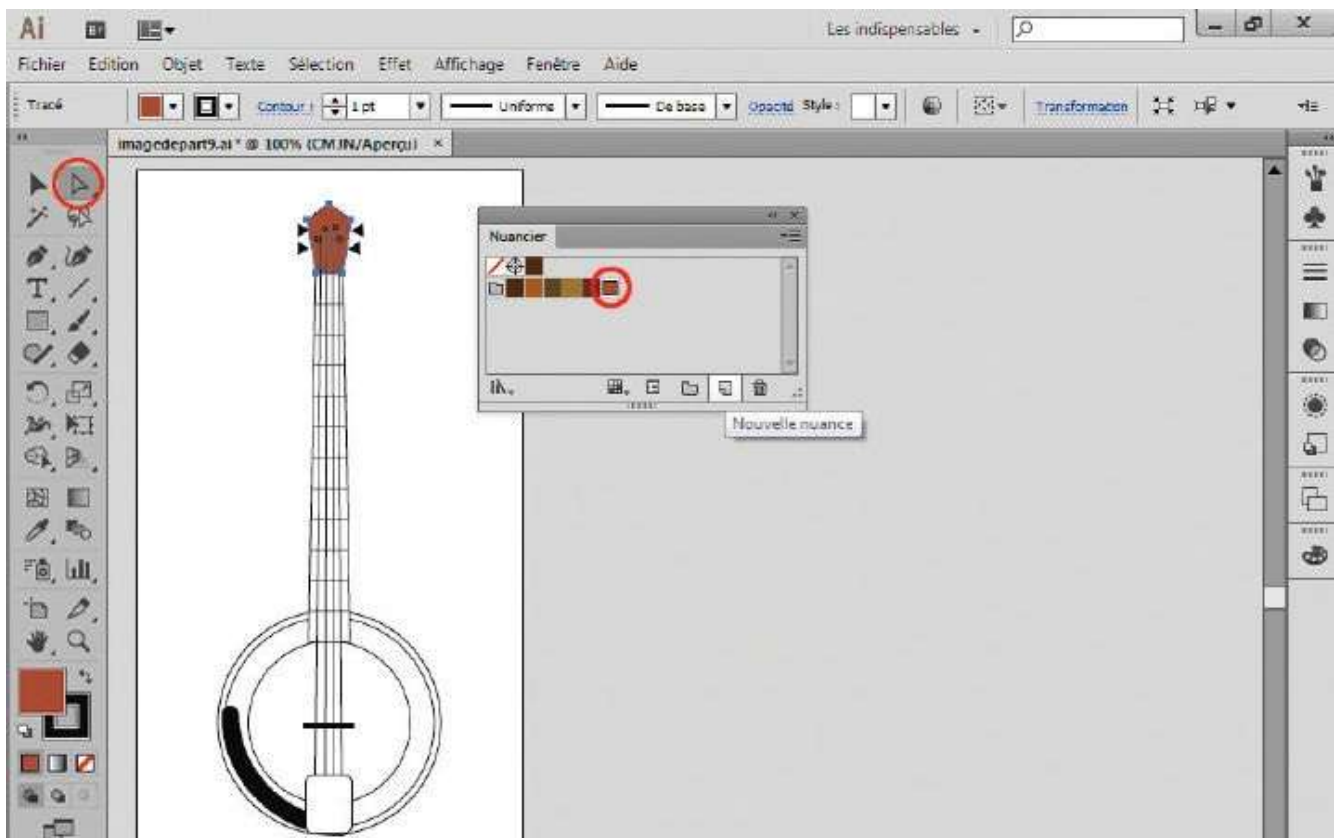 Ai Br Les indispensables
Fichier Edition Objet Texte Sélection Effet Affichage Fenêtre Aide
Tracé Contour : 1 pt Uniforme De base Opacité Style : Transformation
imagedepart9.ai* @ 100% (CMJN/Aperçu) ×
Nuancier
Nouvelle nuance